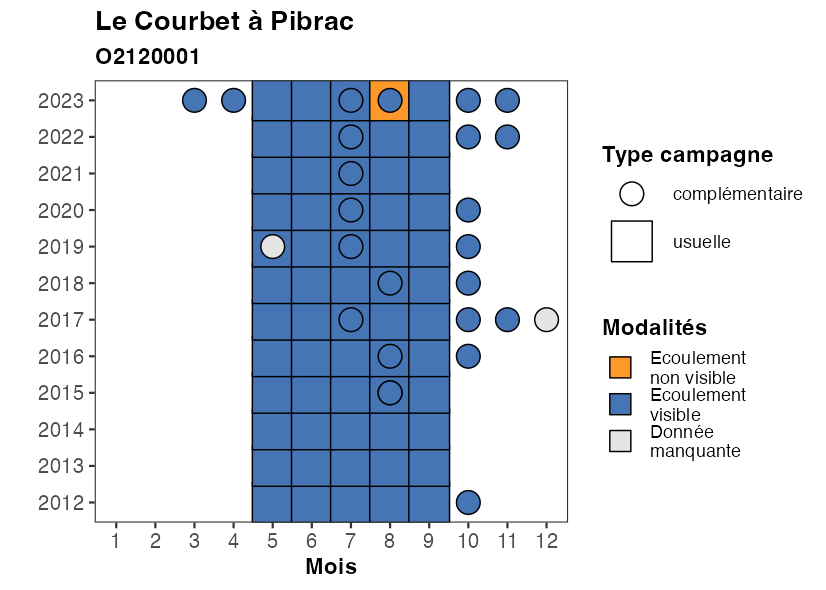 Le Courbet à Pibrac
O2120001
2023
2022
2021
2020
2019
2018
2017
2016
2015
2014
2013
2012
1 2 3 4 5 6 7 8 9 10 11 12
Mois
Type campagne
complémentaire
usuelle
Modalités
Ecoulement
non visible
Ecoulement
visible
Donnée
manquante